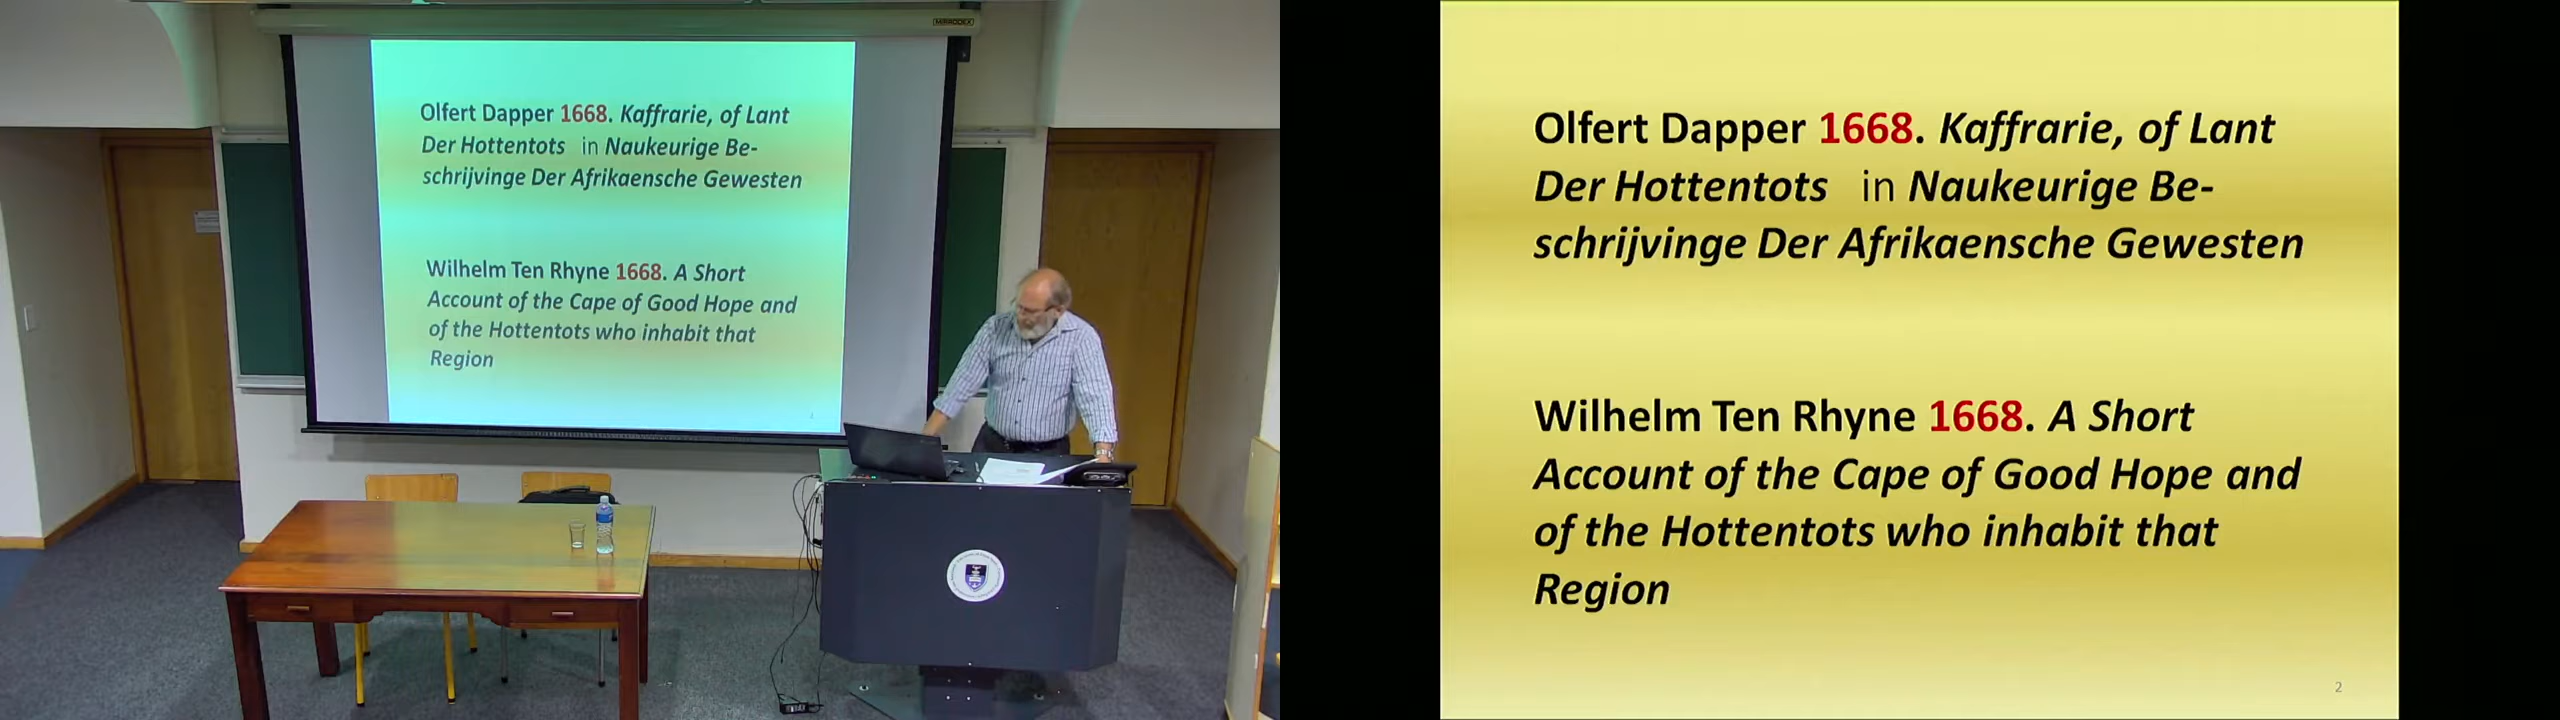 MIRRODEX
Olfert Dapper 1668. Kaffrarie, of Lant
Der Hottentots in Naukeurige Be-
schrijvinge Der Afrikaensche Gewesten
Wilhelm Ten Rhyne 1668. A Short
Account of the Cape of Good Hope and
of the Hottentots who inhabit that
Region
Olfert Dapper 1668. Kaffrarie, of Lant
Der Hottentots in Naukeurige Be-
schrijvinge Der Afrikaensche Gewesten
Wilhelm Ten Rhyne 1668. A Short
Account of the Cape of Good Hope and
of the Hottentots who inhabit that
Region
2